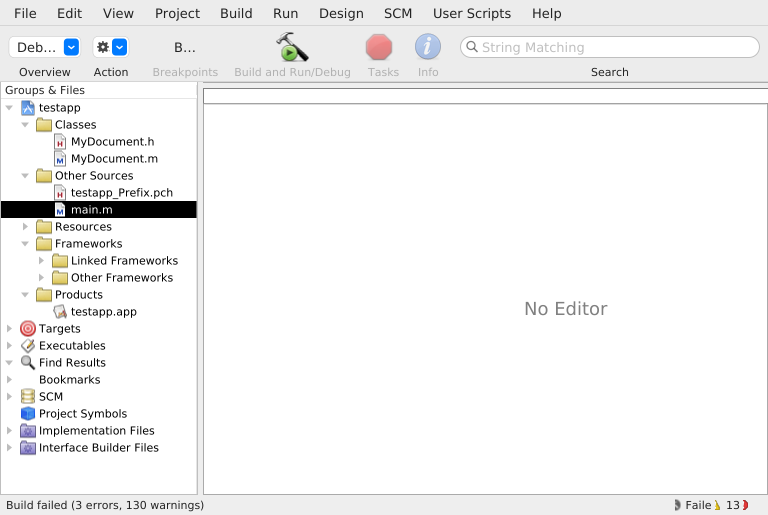 File Edit View Project Build Run Design SCM User Scripts Help
Deb... B... String Matching
Overview Action Breakpoints Build and Run/Debug Tasks Info Search
Groups & Files
testapp
Classes
MyDocument.h
MyDocument.m
Other Sources
testapp_Prefix.pch
main.m
Resources
Frameworks
Linked Frameworks
Other Frameworks
Products
testapp.app
Targets
Executables
Find Results
Bookmarks
SCM
Project Symbols
Implementation Files
Interface Builder Files
No Editor
Build failed (3 errors, 130 warnings) Faile 13